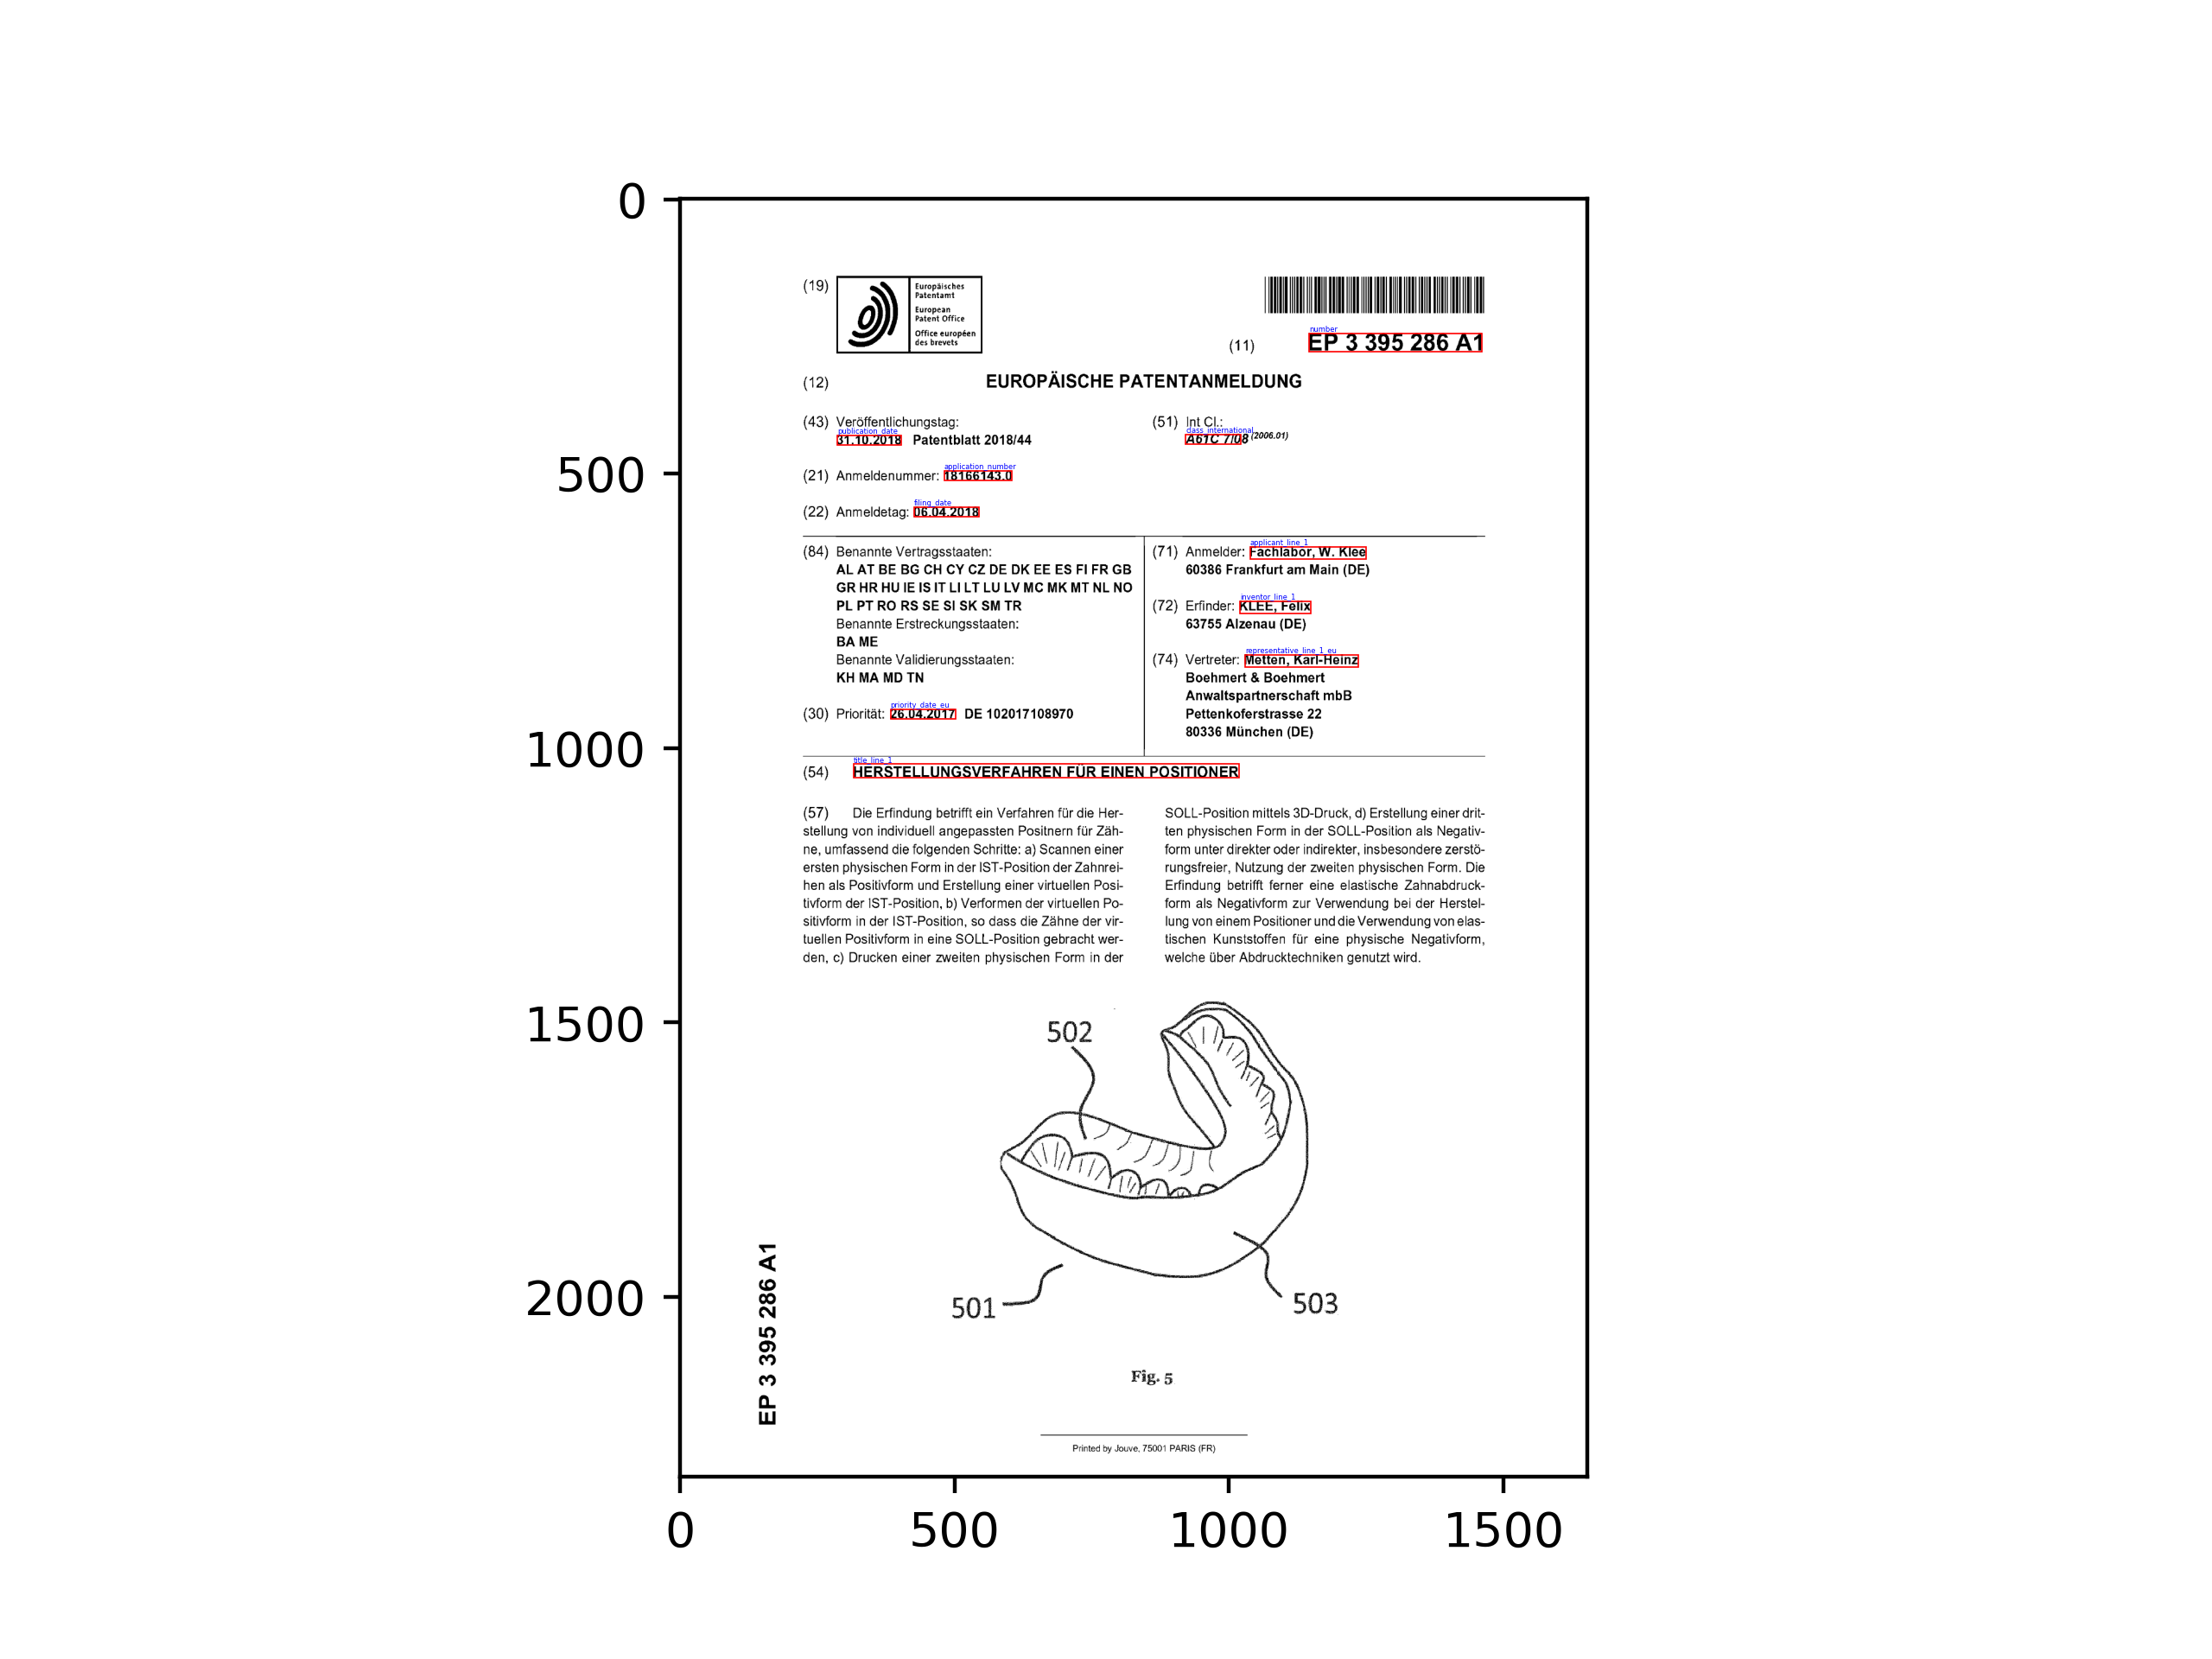 0
500
1000
1500
2000
0
500
1000
1500
(19)
Europäisches
Patentamt
European
Patent Office
Office européen
des brevets
number
(11) EP 3 395 286 A1
(12) EUROPÄISCHE PATENTANMELDUNG
(43) Veröffentlichungstag:
publication_date
31.10.2018 Patentblatt 2018/44
(51) Int Cl.:
class_international
A61C 7/08 (2006.01)
application_number
(21) Anmeldenummer: 18166143.0
filing_date
(22) Anmeldetag: 06.04.2018
(84) Benannte Vertragsstaaten:
AL AT BE BG CH CY CZ DE DK EE ES FI FR GB
GR HR HU IE IS IT LI LT LU LV MC MK MT NL NO
PL PT RO RS SE SI SK SM TR
Benannte Erstreckungsstaaten:
BA ME
Benannte Validierungsstaaten:
KH MA MD TN
priority_date_eu
(30) Priorität: 26.04.2017 DE 102017108970
applicant_line_1
(71) Anmelder: Fachlabor, W. Klee
60386 Frankfurt am Main (DE)
inventor_line_1
(72) Erfinder: KLEE, Felix
63755 Alzenau (DE)
representative_line_1_eu
(74) Vertreter: Metten, Karl-Heinz
Boehmert & Boehmert
Anwaltspartnerschaft mbB
Pettenkoferstrasse 22
80336 München (DE)
title_line_1
(54) HERSTELLUNGSVERFAHREN FÜR EINEN POSITIONER
(57) Die Erfindung betrifft ein Verfahren für die Her-
stellung von individuell angepassten Positnern für Zäh-
ne, umfassend die folgenden Schritte: a) Scannen einer
ersten physischen Form in der IST-Position der Zahnrei-
hen als Positivform und Erstellung einer virtuellen Posi-
tivform der IST-Position, b) Verformen der virtuellen Po-
sitivform in der IST-Position, so dass die Zähne der vir-
tuellen Positivform in eine SOLL-Position gebracht wer-
den, c) Drucken einer zweiten physischen Form in der
SOLL-Position mittels 3D-Druck, d) Erstellung einer drit-
ten physischen Form in der SOLL-Position als Negativ-
form unter direkter oder indirekter, insbesondere zerstö-
rungsfreier, Nutzung der zweiten physischen Form. Die
Erfindung betrifft ferner eine elastische Zahnabdruck-
form als Negativform zur Verwendung bei der Herstel-
lung von einem Positioner und die Verwendung von elas-
tischen Kunststoffen für eine physische Negativform,
welche über Abdrucktechniken genutzt wird.
502
501
503
Fig. 5
EP 3 395 286 A1
Printed by Jouve, 75001 PARIS (FR)